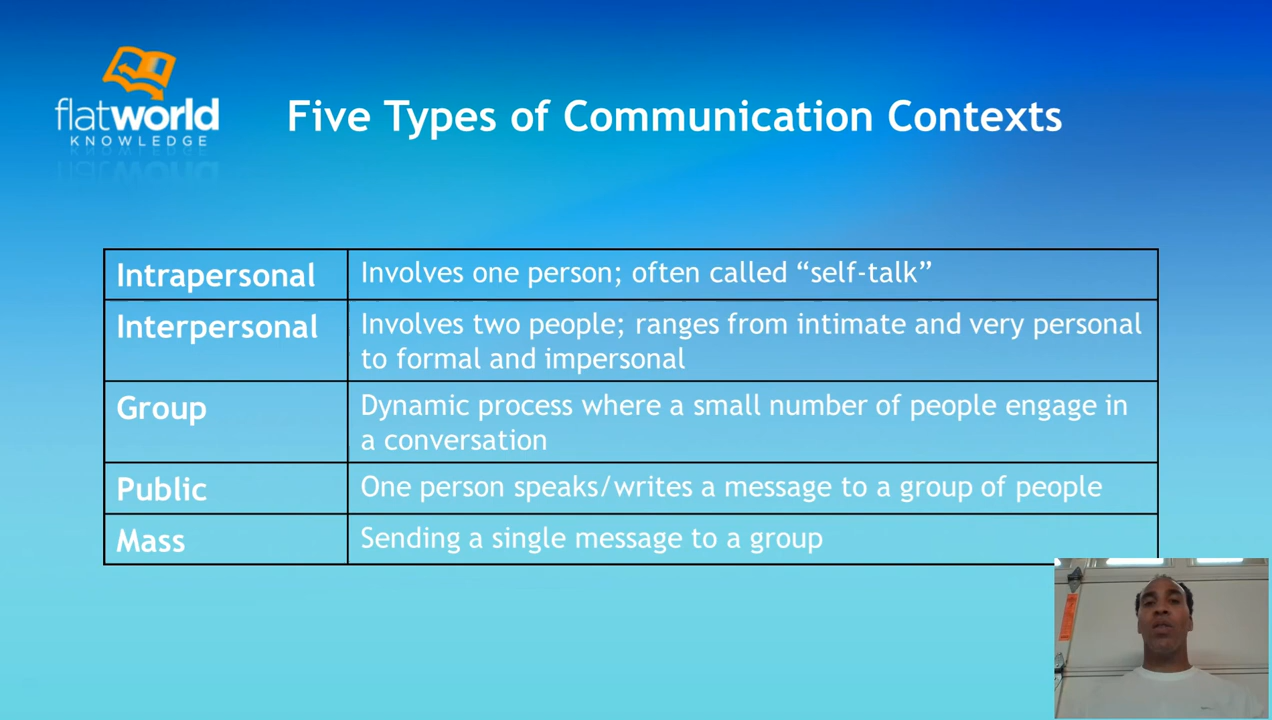 flatworld
KNOWLEDGE
Five Types of Communication Contexts
Intrapersonal
Involves one person; often called “self-talk”
Interpersonal
Involves two people; ranges from intimate and very personal
to formal and impersonal
Group
Dynamic process where a small number of people engage in
a conversation
Public
One person speaks/writes a message to a group of people
Mass
Sending a single message to a group